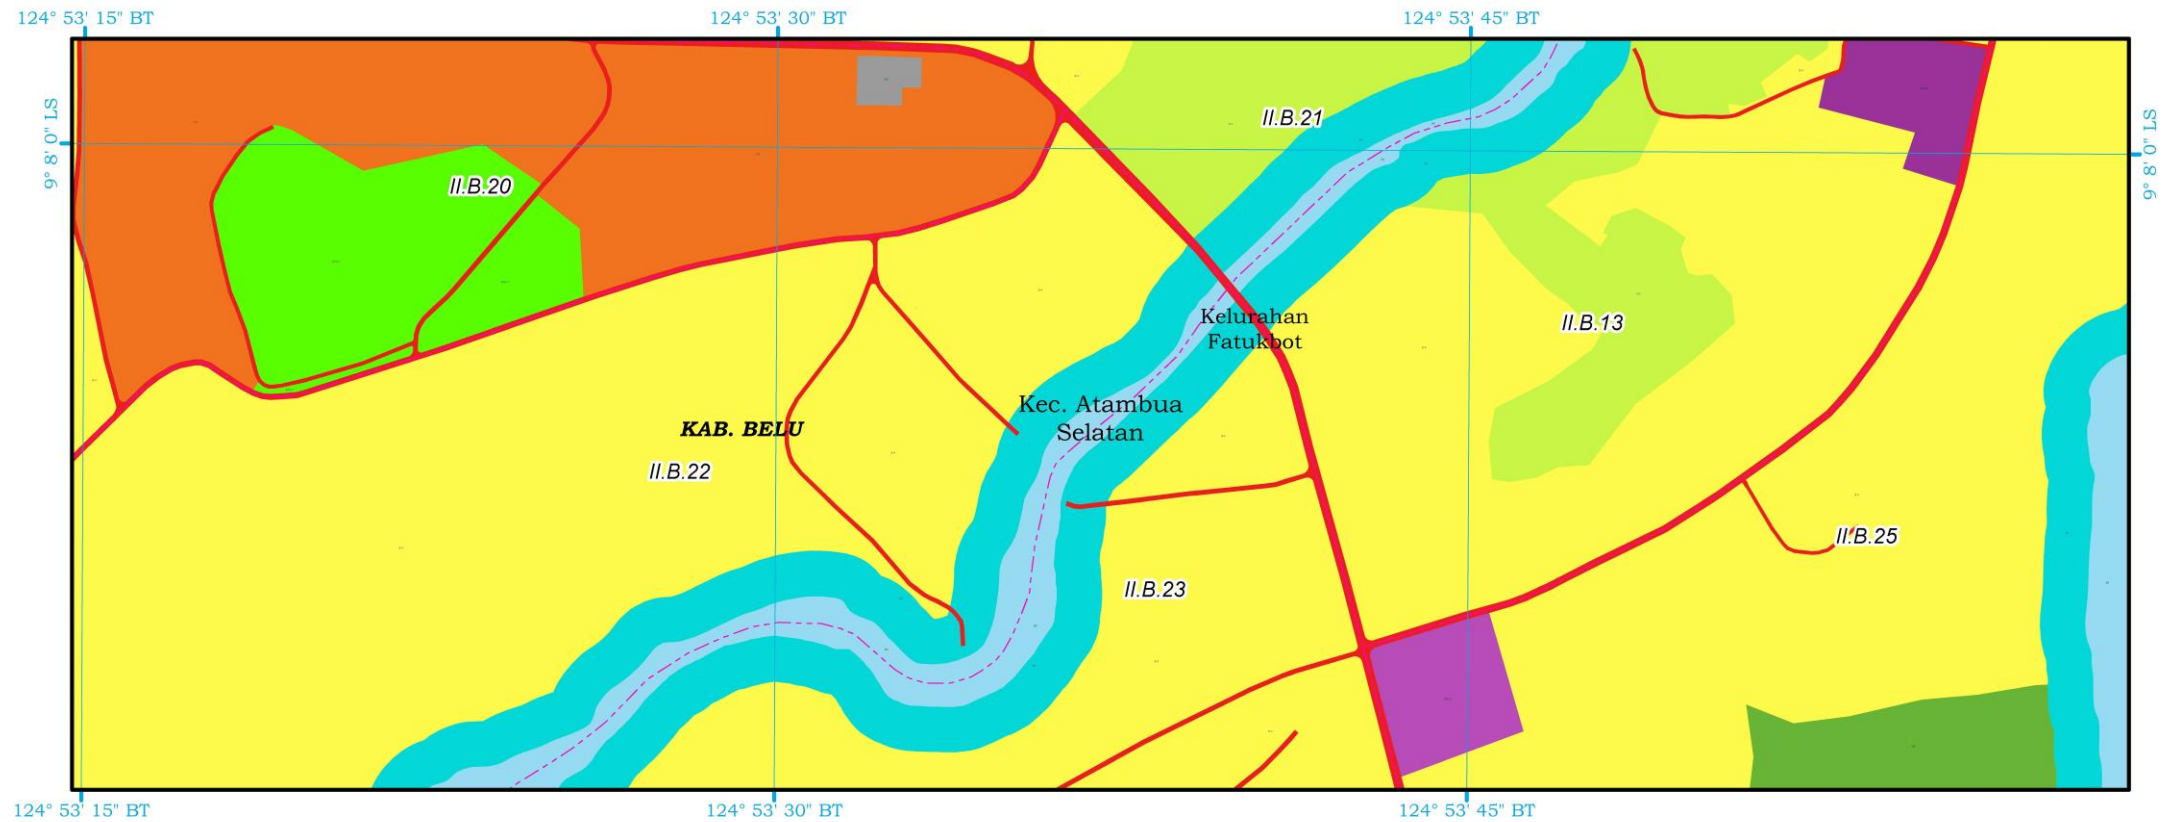 124° 53' 15" BT
124° 53' 30" BT
124° 53' 45" BT
9° 8' 0" LS
9° 8' 0" LS
II.B.21
II.B.20
Kelurahan
Fatukbot
II.B.13
Kec. Atambua
Selatan
KAB. BELU
II.B.22
II.B.25
II.B.23
124° 53' 15" BT
124° 53' 30" BT
124° 53' 45" BT